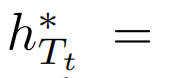 h^*_{T_t} =